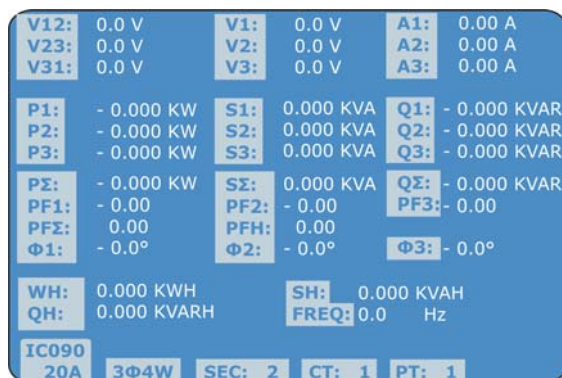 V12: 0.0 V V1: 0.0 V A1: 0.00 A
V23: 0.0 V V2: 0.0 V A2: 0.00 A
V31: 0.0 V V3: 0.0 V A3: 0.00 A
P1: - 0.000 KW S1: 0.000 KVA Q1: - 0.000 KVAR
P2: - 0.000 KW S2: 0.000 KVA Q2: - 0.000 KVAR
P3: - 0.000 KW S3: 0.000 KVA Q3: - 0.000 KVAR
PΣ: - 0.000 KW SΣ: 0.000 KVA QΣ: - 0.000 KVAR
PF1: - 0.00 PF2: - 0.00 PF3: - 0.00
PFΣ: 0.00 PFH: 0.00
Φ1: - 0.0° Φ2: - 0.0° Φ3: - 0.0°
WH: 0.000 KWH SH: 0.000 KVAH
QH: 0.000 KVARH FREQ: 0.0 Hz
IC090
20A 3Φ4W SEC: 2 CT: 1 PT: 1